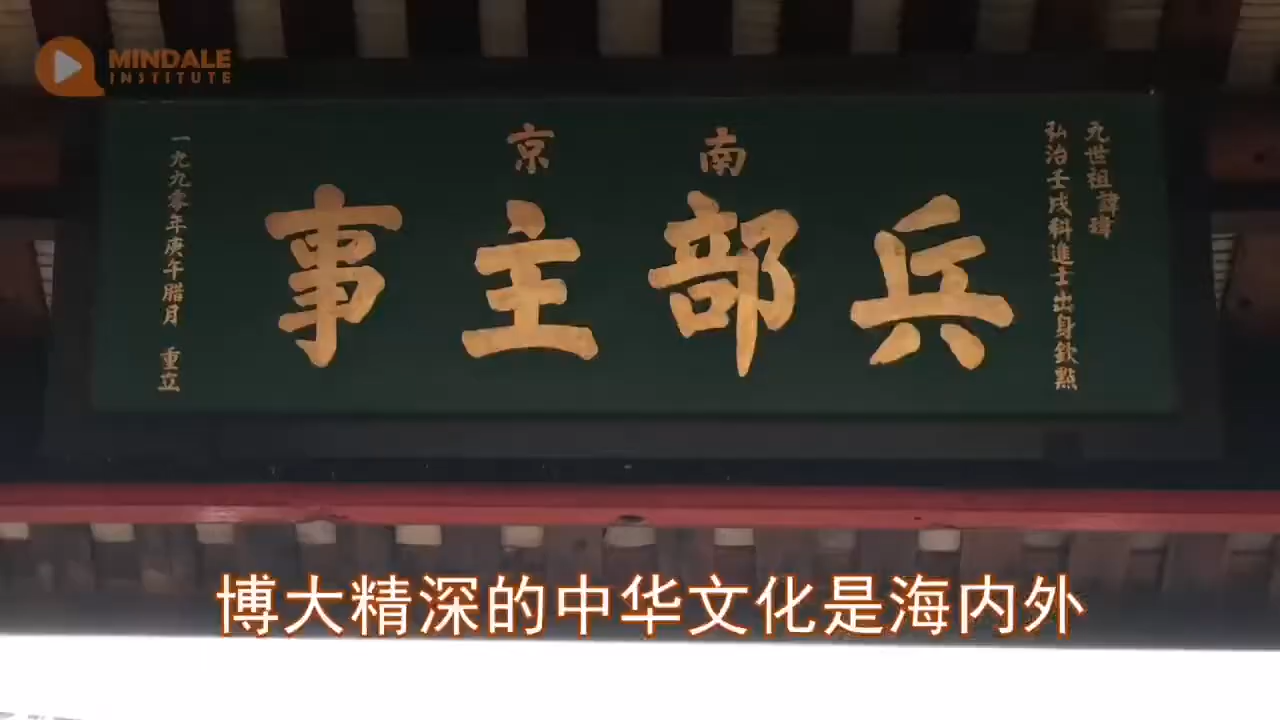 MINDALE
INSTITUTE
九世祖諱瑋
弘治壬戌科進士出身欽點
南京
兵部主事
一九九零年庚午腊月 重立
博大精深的中华文化是海内外